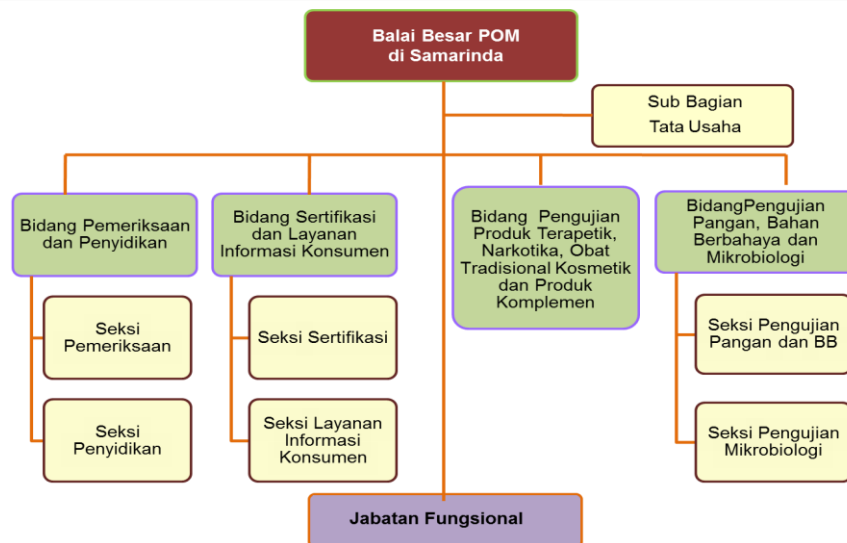 Balai Besar POM
di Samarinda
Sub Bagian
Tata Usaha
Bidang Pemeriksaan
dan Penyidikan
Bidang Sertifikasi
dan Layanan
Informasi Konsumen
Bidang Pengujian
Produk Terapetik,
Narkotika, Obat
Tradisional Kosmetik
dan Produk
Komplemen
BidangPengujian
Pangan, Bahan
Berbahaya dan
Mikrobiologi
Seksi
Pemeriksaan
Seksi Sertifikasi
Seksi Pengujian
Pangan dan BB
Seksi
Penyidikan
Seksi Layanan
Informasi
Konsumen
Seksi Pengujian
Mikrobiologi
Jabatan Fungsional